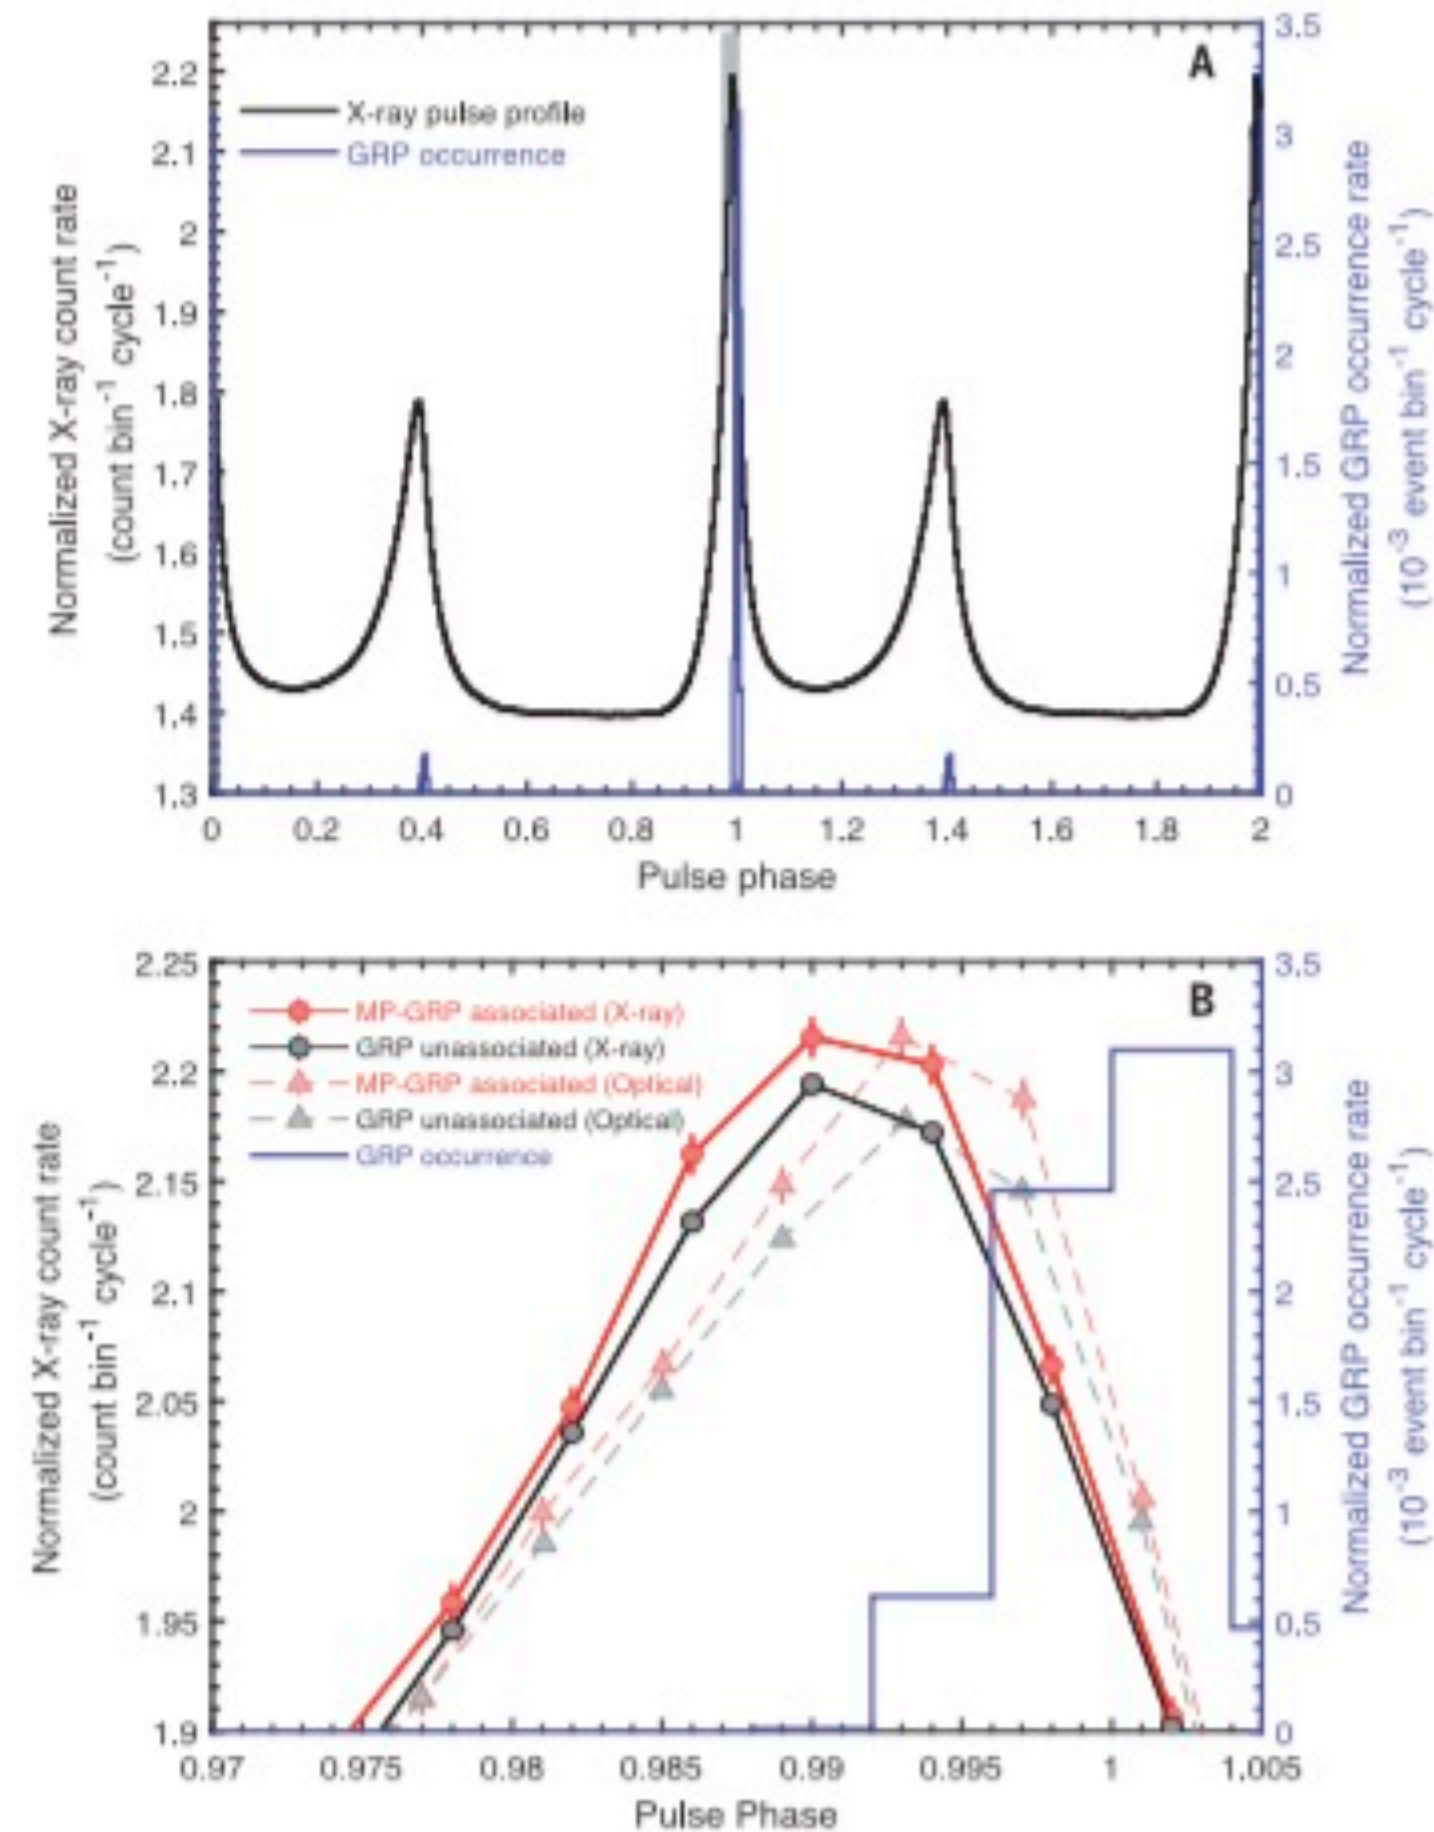 A
X-ray pulse profile
GRP occurrence
Normalized X-ray count rate
(count bin⁻¹ cycle⁻¹)
2.2
2.1
2
1.9
1.8
1.7
1.6
1.5
1.4
1.3
3.5
3
2.5
2
1.5
1
0.5
0
Normalized GRP occurrence rate
(10⁻³ event bin⁻¹ cycle⁻¹)
0 0.2 0.4 0.6 0.8 1 1.2 1.4 1.6 1.8 2
Pulse phase
B
MP-GRP associated (X-ray)
GRP unassociated (X-ray)
MP-GRP associated (Optical)
GRP unassociated (Optical)
GRP occurrence
Normalized X-ray count rate
(count bin⁻¹ cycle⁻¹)
2.25
2.2
2.15
2.1
2.05
2
1.95
1.9
3.5
3
2.5
2
1.5
1
0.5
0
Normalized GRP occurrence rate
(10⁻³ event bin⁻¹ cycle⁻¹)
0.97 0.975 0.98 0.985 0.99 0.995 1 1.005
Pulse Phase